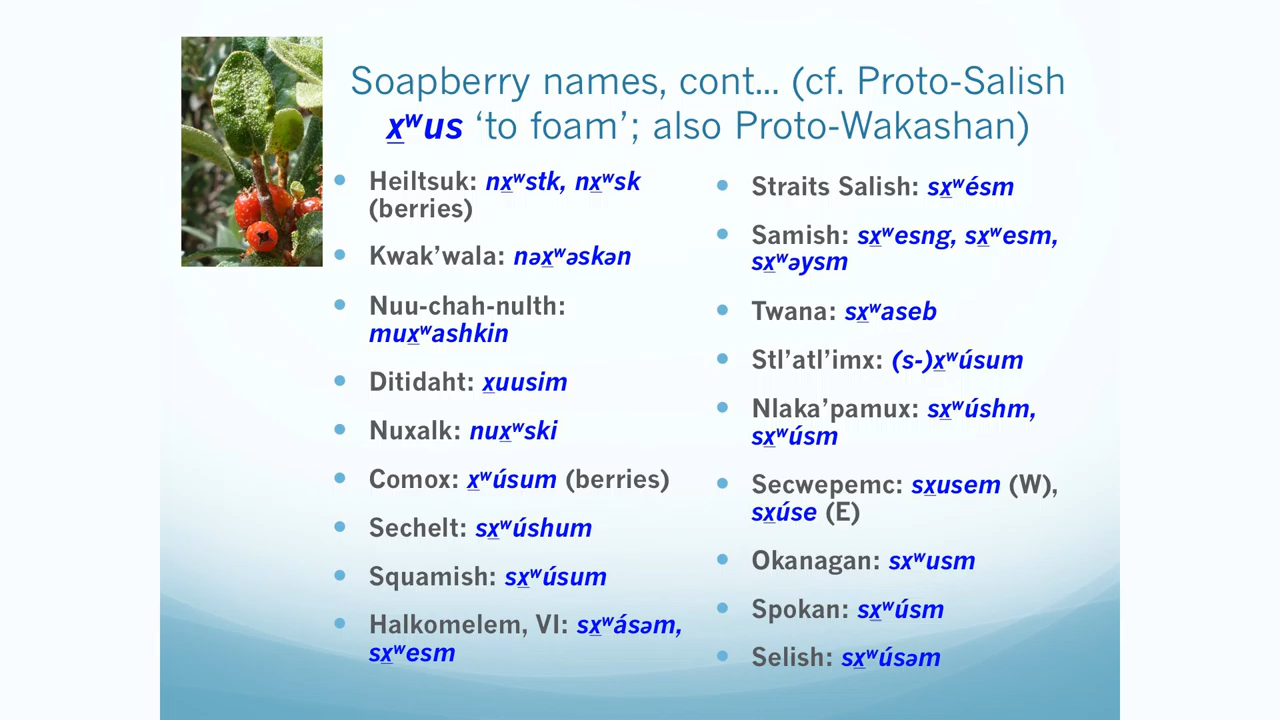 Soapberry names, cont... (cf. Proto-Salish
x̲ʷus ‘to foam’; also Proto-Wakashan)
• Heiltsuk: nx̲ʷstk, nx̲ʷsk
(berries)
• Kwak’wala: nəx̲ʷəskən
• Nuu-chah-nulth:
mux̲ʷashkin
• Ditidaht: x̲uusim
• Nuxalk: nux̲ʷski
• Comox: x̲ʷúsum (berries)
• Sechelt: sx̲ʷúshum
• Squamish: sx̲ʷúsum
• Halkomelem, VI: sx̲ʷásəm,
sx̲ʷesm
• Straits Salish: sx̲ʷésm
• Samish: sx̲ʷesng, sx̲ʷesm,
sx̲ʷəysm
• Twana: sx̲ʷaseb
• Stl’atl’imx: (s-)x̲ʷúsum
• Nlaka’pamux: sx̲ʷúshm,
sx̲ʷúsm
• Secwepemc: sx̲usem (W),
sx̲úse (E)
• Okanagan: sxʷusm
• Spokan: sx̲ʷúsm
• Selish: sx̲ʷúsəm